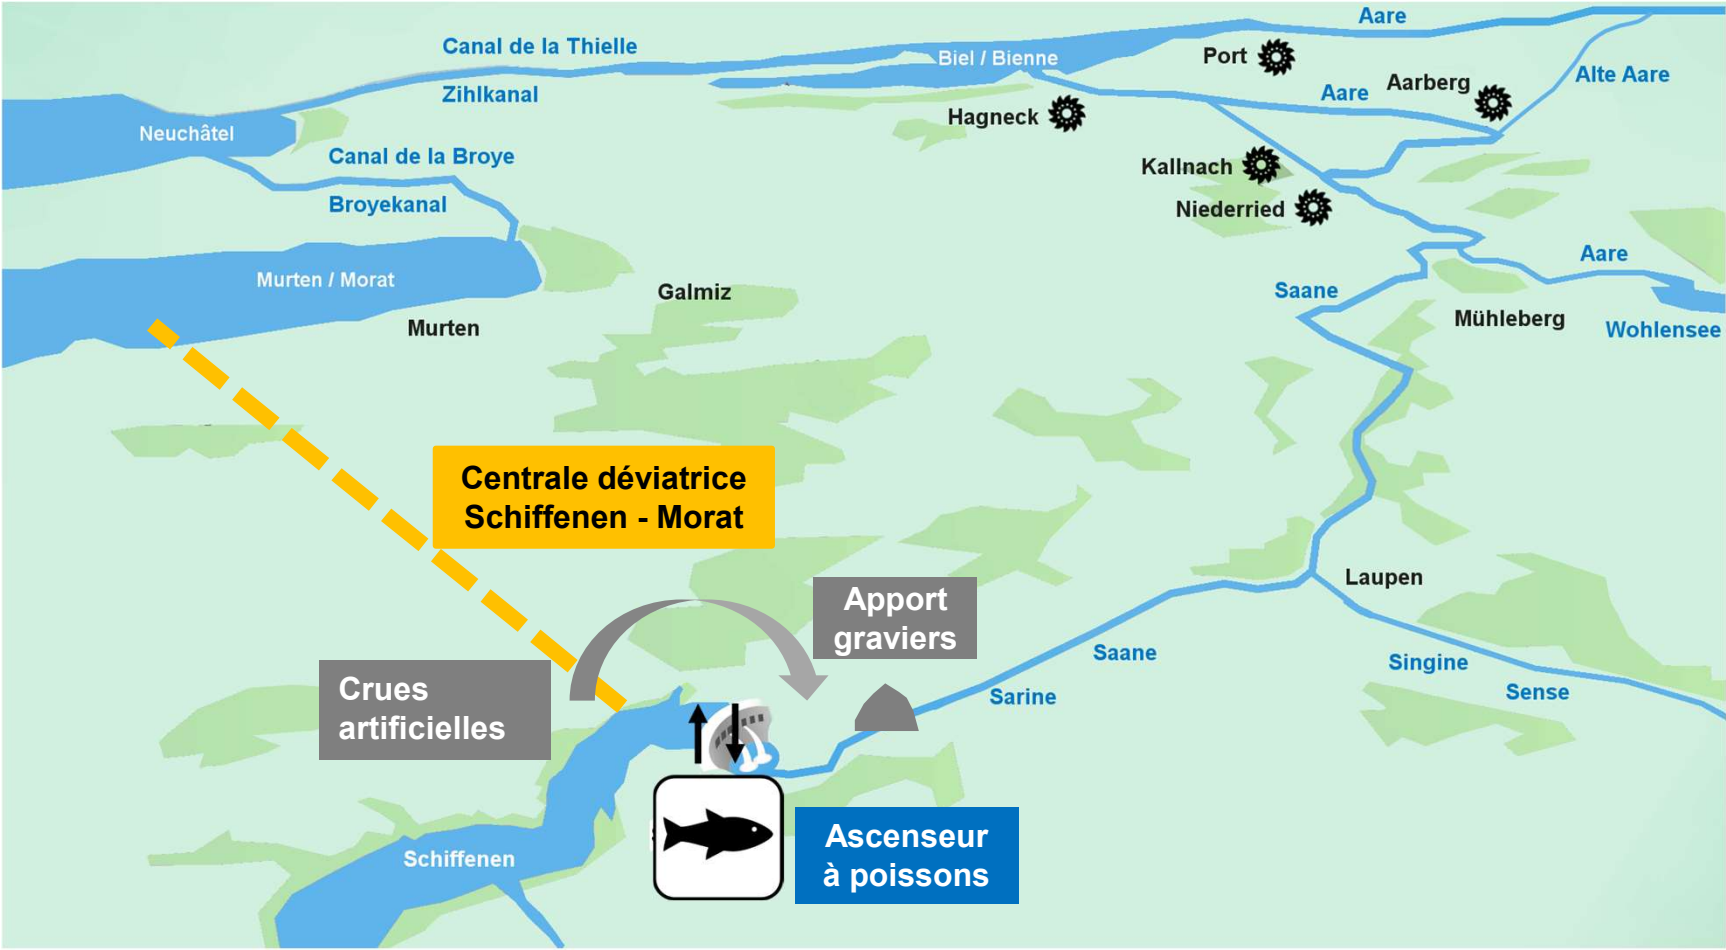 Aare
Canal de la Thielle
Biel / Bienne
Port
Aarberg
Alte Aare
Zihlkanal
Aare
Hagneck
Neuchâtel
Canal de la Broye
Kallnach
Broyekanal
Niederried
Aare
Murten / Morat
Galmiz
Saane
Murten
Mühleberg
Wohlensee
Centrale déviatrice
Schiffenen - Morat
Laupen
Apport
graviers
Saane
Singine
Sense
Sarine
Crues
artificielles
Ascenseur
à poissons
Schiffenen